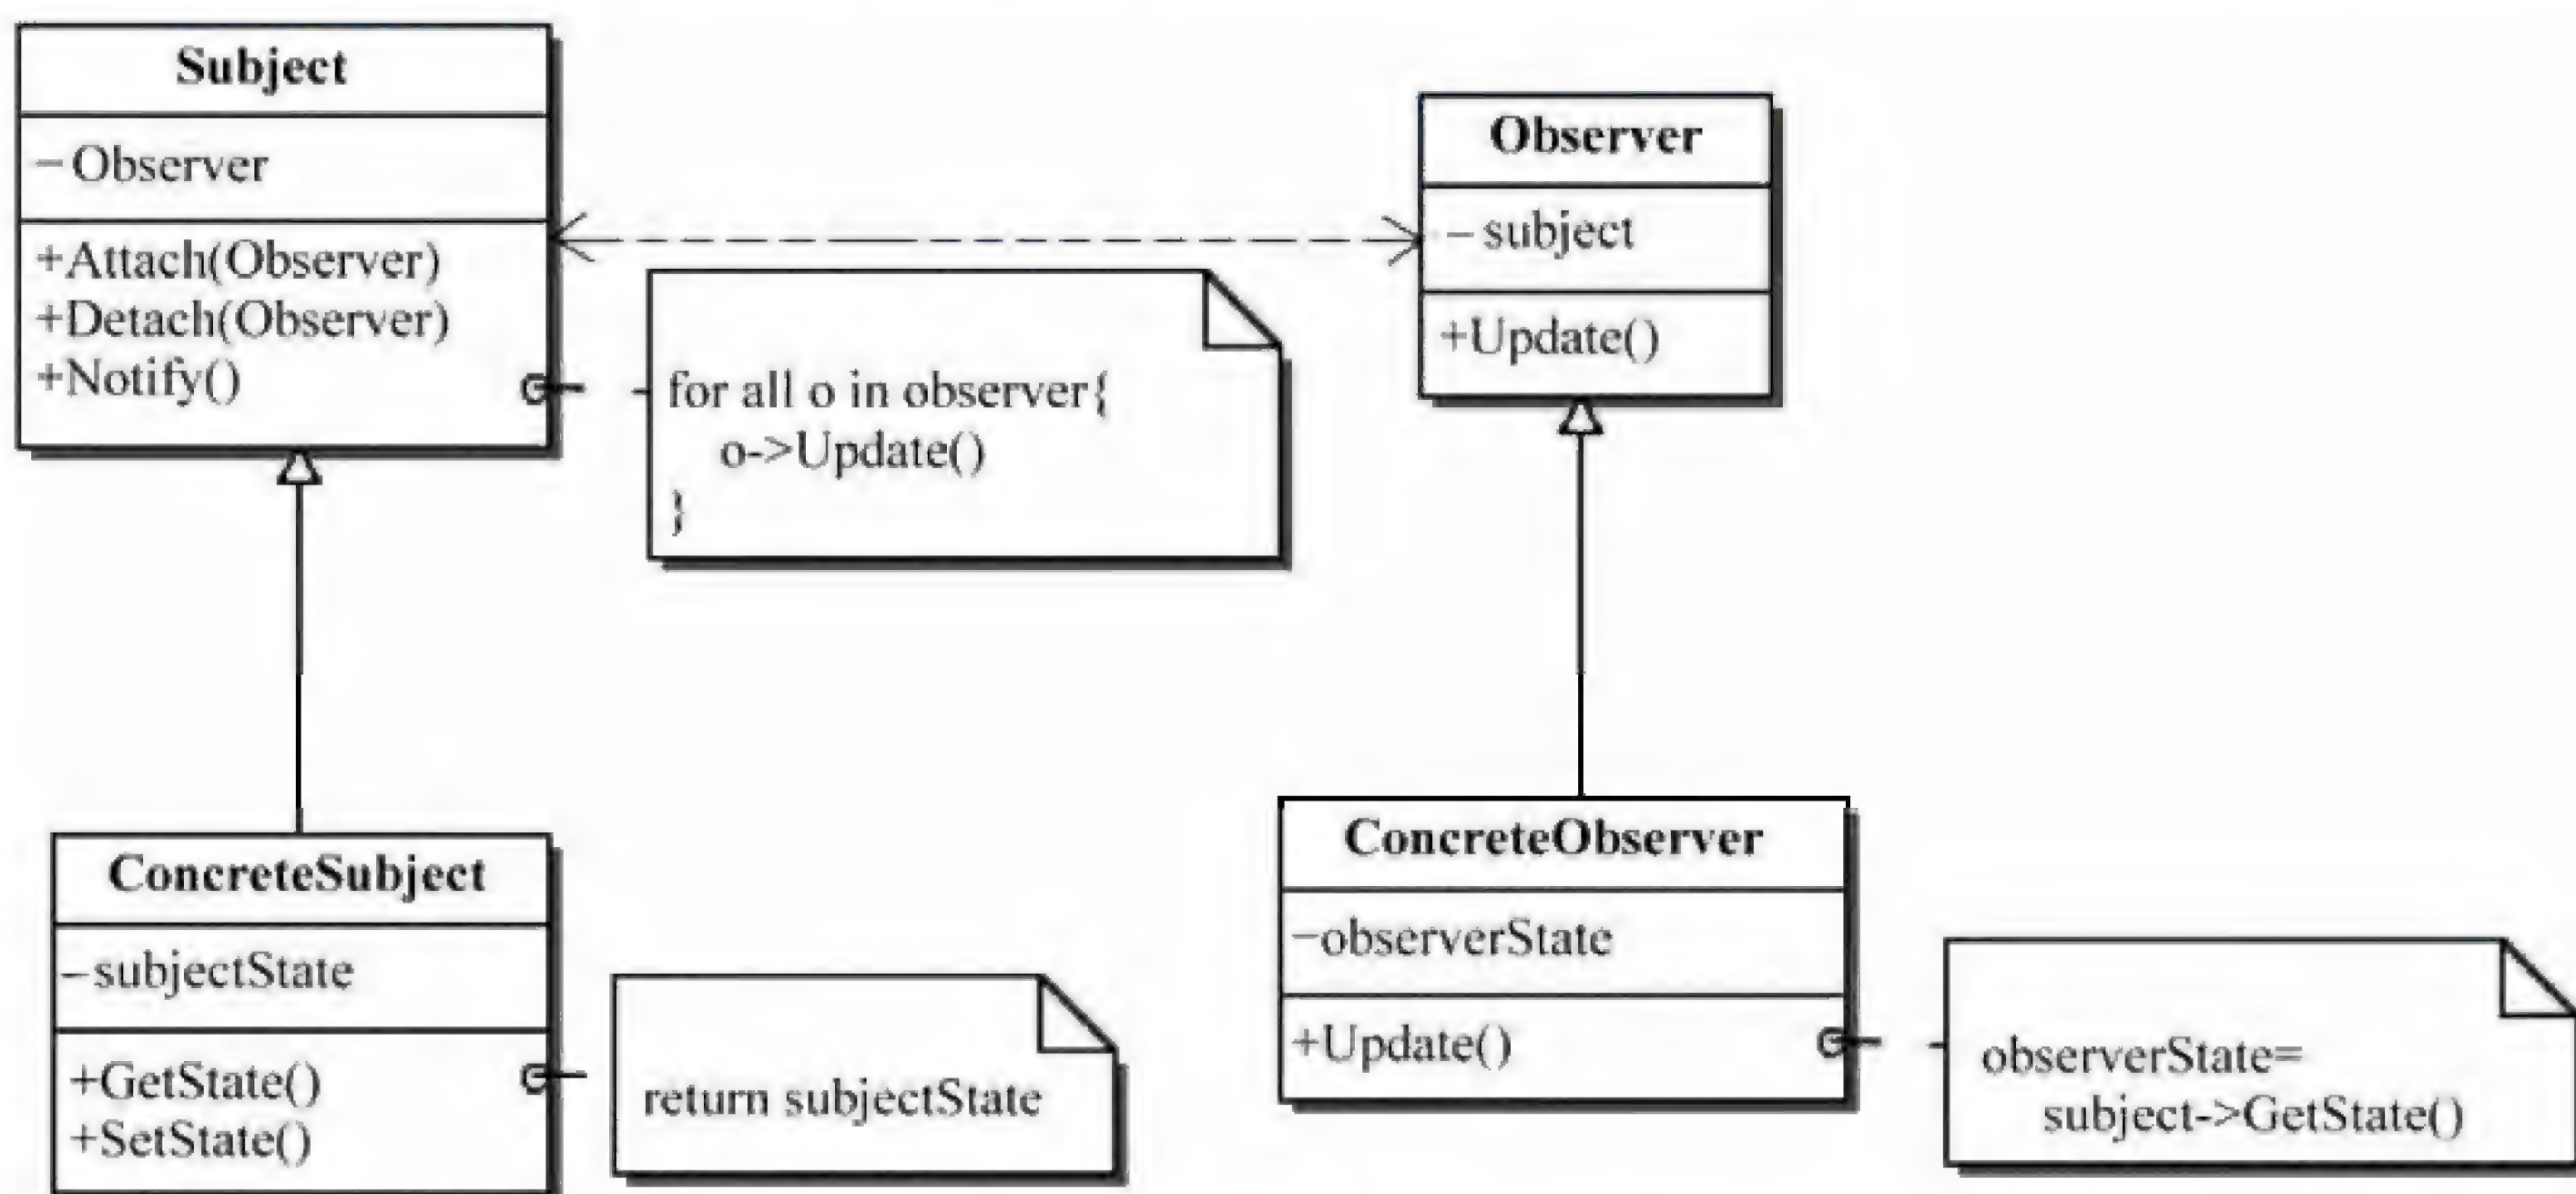 Subject
– Observer
+Attach(Observer)
+Detach(Observer)
+Notify()
for all o in observer{
o->Update()
}
Observer
– subject
+Update()
ConcreteSubject
– subjectState
+GetState()
+SetState()
return subjectState
ConcreteObserver
−observerState
+Update()
observerState=
subject->GetState()